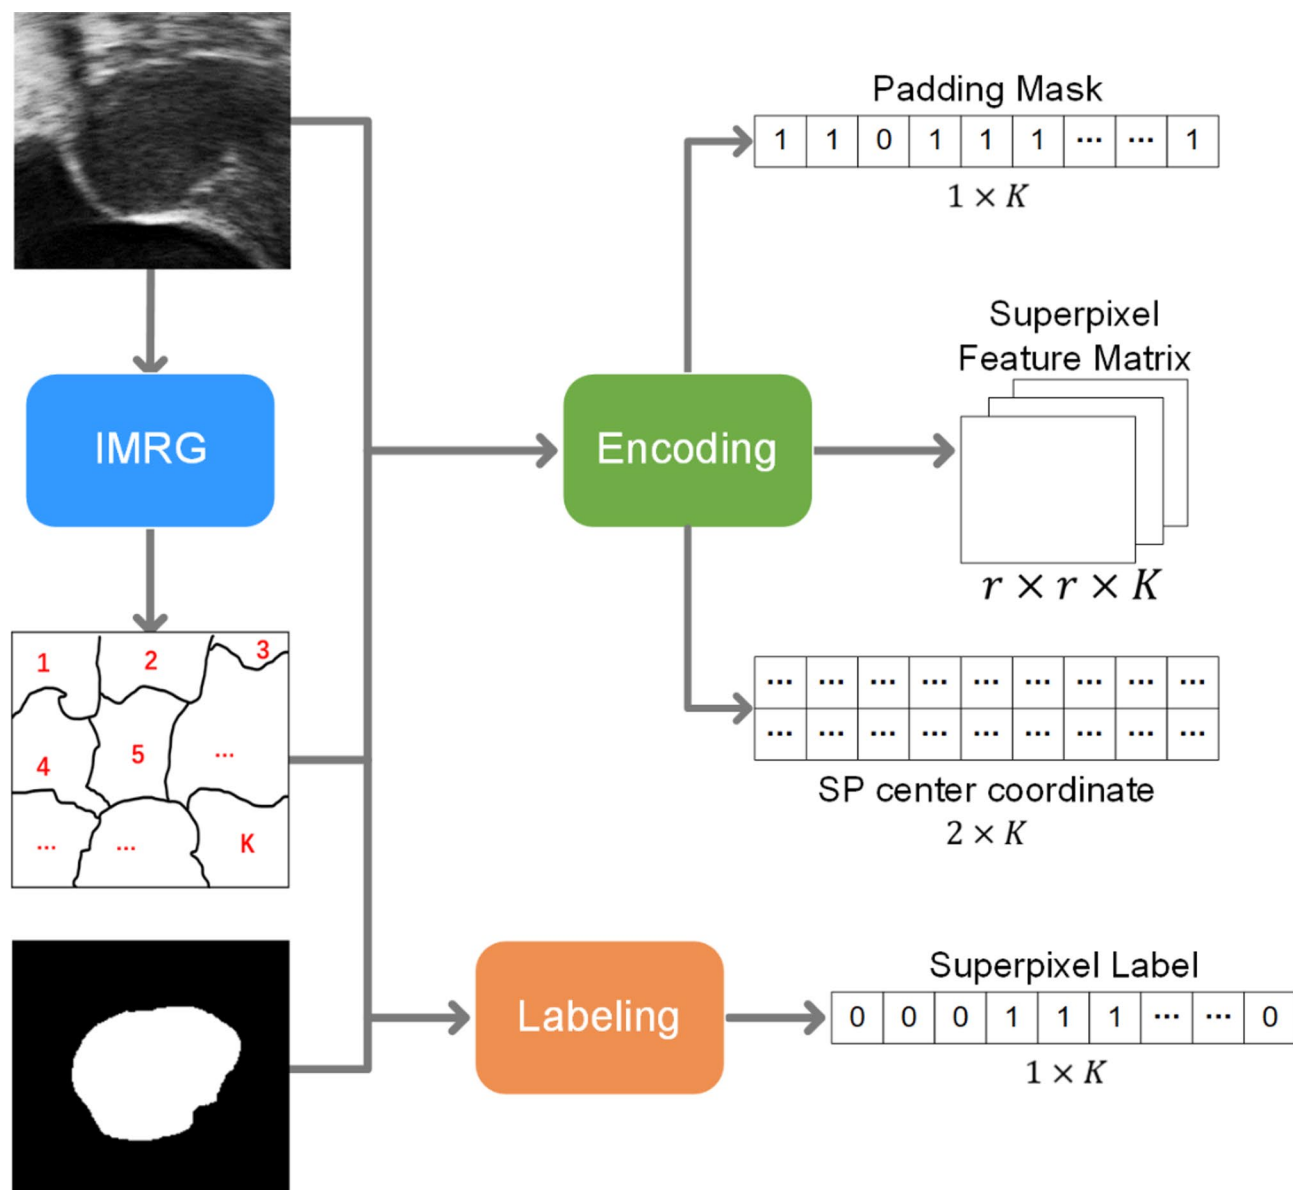 Padding Mask
1 1 0 1 1 1 ... ... 1
1 × K
Superpixel
Feature Matrix
IMRG
Encoding
r × r × K
1 2 3
4 5 ...
... ... K
... ... ... ... ... ... ... ... ...
... ... ... ... ... ... ... ... ...
SP center coordinate
2 × K
Labeling
Superpixel Label
0 0 0 1 1 1 ... ... 0
1 × K